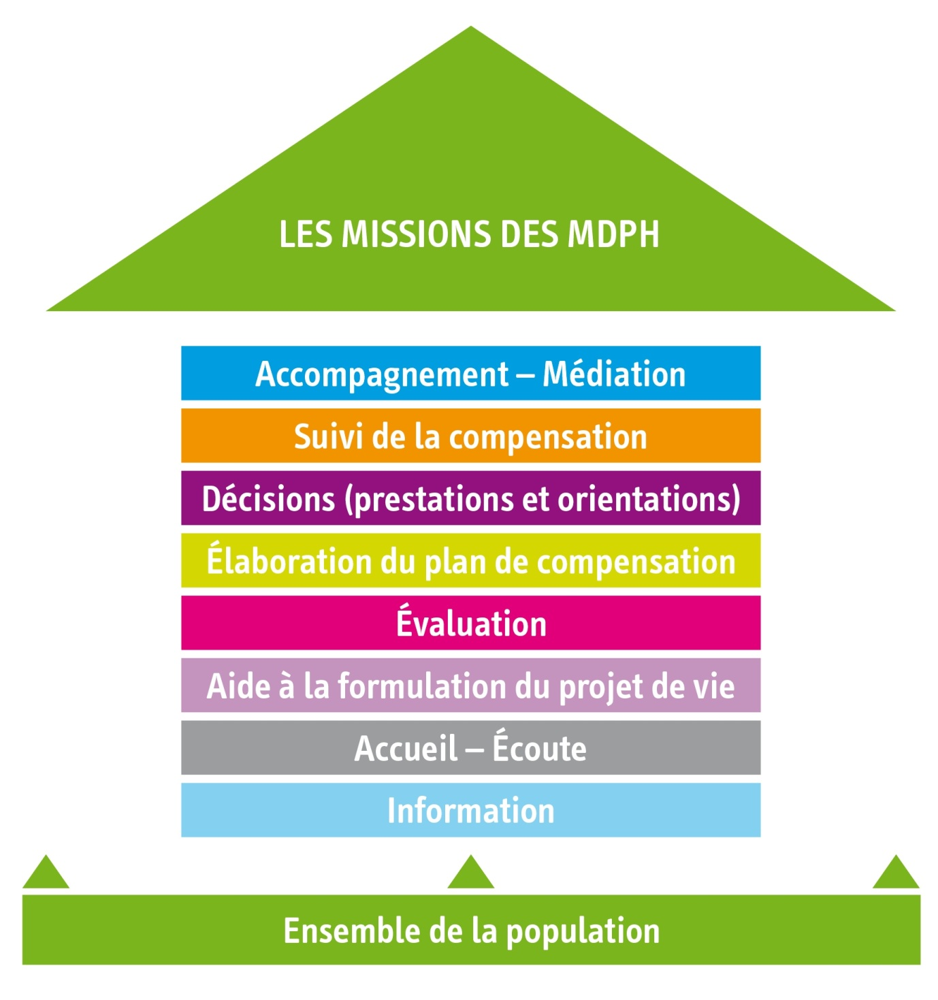 LES MISSIONS DES MDPH
Accompagnement – Médiation
Suivi de la compensation
Décisions (prestations et orientations)
Élaboration du plan de compensation
Évaluation
Aide à la formulation du projet de vie
Accueil – Écoute
Information
Ensemble de la population